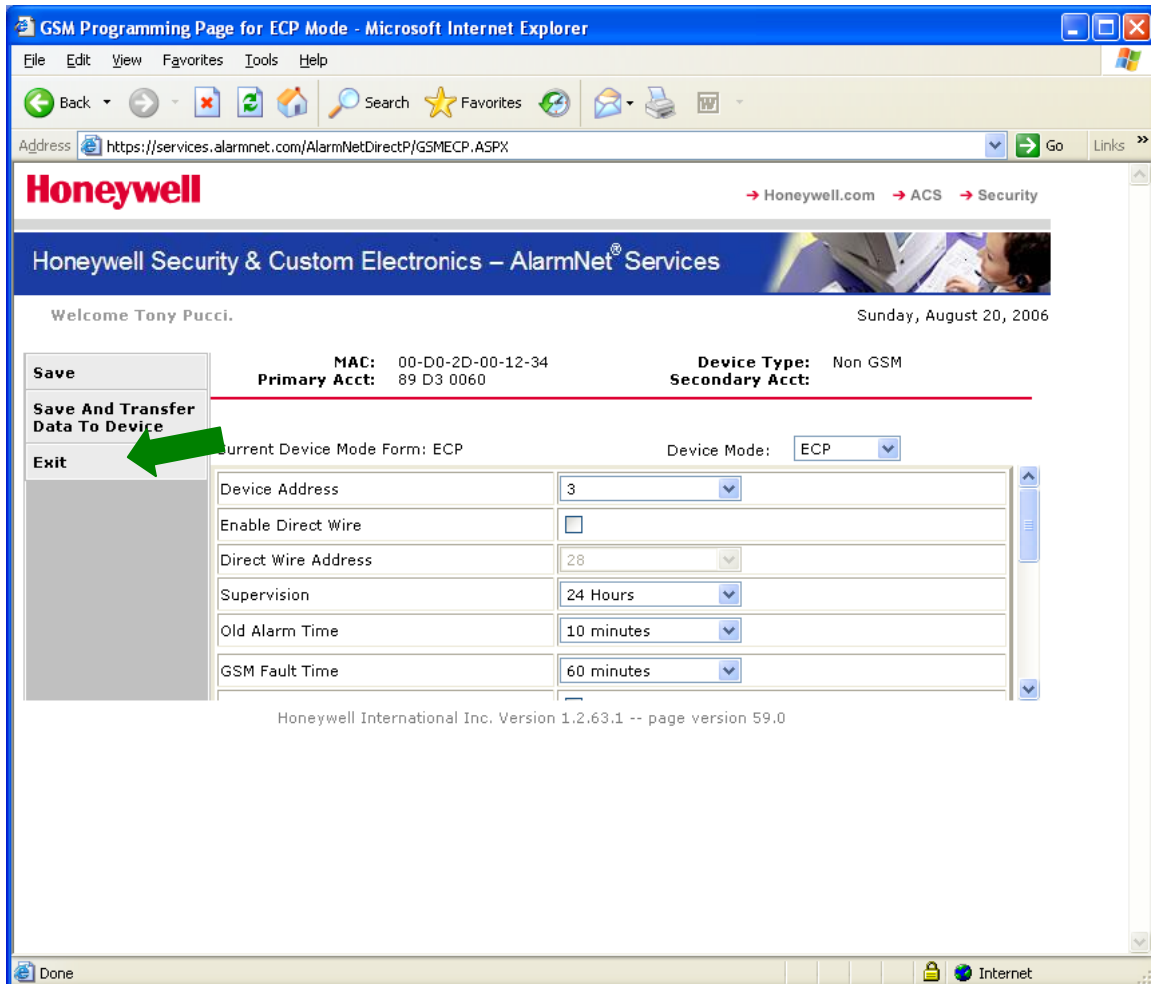 GSM Programming Page for ECP Mode - Microsoft Internet Explorer
File Edit View Favorites Tools Help
Back Search Favorites
Address https://services.alarmnet.com/AlarmNetDirectP/GSMECP.ASPX Go Links »
Honeywell
→ Honeywell.com → ACS → Security
Honeywell Security & Custom Electronics – AlarmNet® Services
Welcome Tony Pucci. Sunday, August 20, 2006
MAC: 00-D0-2D-00-12-34 Device Type: Non GSM
Primary Acct: 89 D3 0060 Secondary Acct:
Save
Save And Transfer
Data To Device
Exit
Current Device Mode Form: ECP Device Mode: ECP
Device Address 3
Enable Direct Wire
Direct Wire Address 28
Supervision 24 Hours
Old Alarm Time 10 minutes
GSM Fault Time 60 minutes
Honeywell International Inc. Version 1.2.63.1 -- page version 59.0
Done Internet